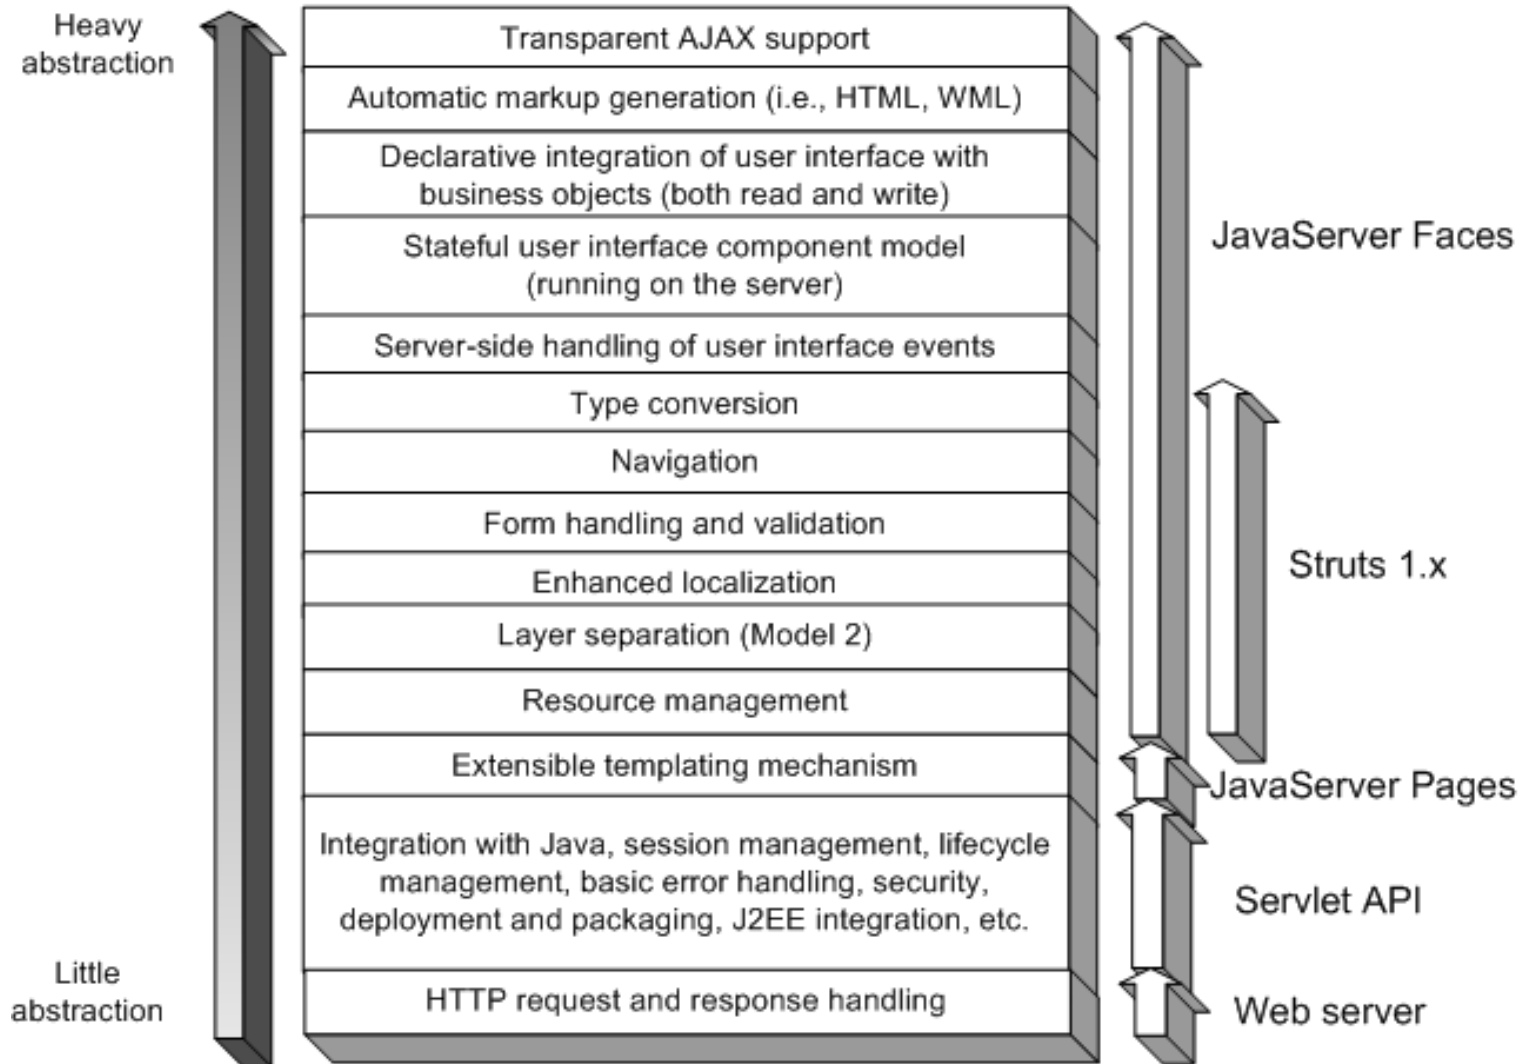 Heavy
abstraction
Transparent AJAX support
Automatic markup generation (i.e., HTML, WML)
Declarative integration of user interface with
business objects (both read and write)
Stateful user interface component model
(running on the server)
JavaServer Faces
Server-side handling of user interface events
Type conversion
Navigation
Form handling and validation
Enhanced localization
Struts 1.x
Layer separation (Model 2)
Resource management
Extensible templating mechanism
JavaServer Pages
Integration with Java, session management, lifecycle
management, basic error handling, security,
deployment and packaging, J2EE integration, etc.
Servlet API
Little
abstraction
HTTP request and response handling
Web server